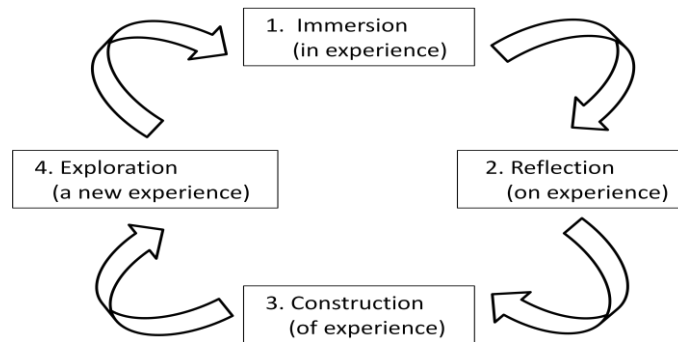 1. Immersion
(in experience)
2. Reflection
(on experience)
3. Construction
(of experience)
4. Exploration
(a new experience)